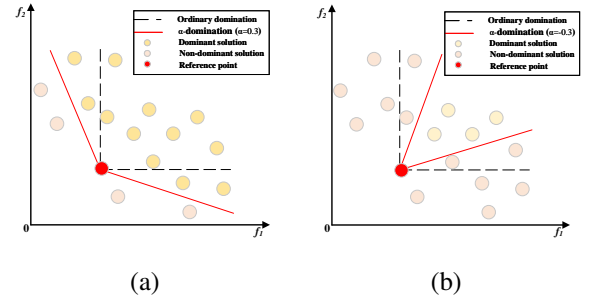 f₂
Ordinary domination
α-domination (α=0.3)
Dominant solution
Non-dominant solution
Reference point
0
f₁
(a)
f₂
Ordinary domination
α-domination (α=-0.3)
Dominant solution
Non-dominant solution
Reference point
0
f₁
(b)